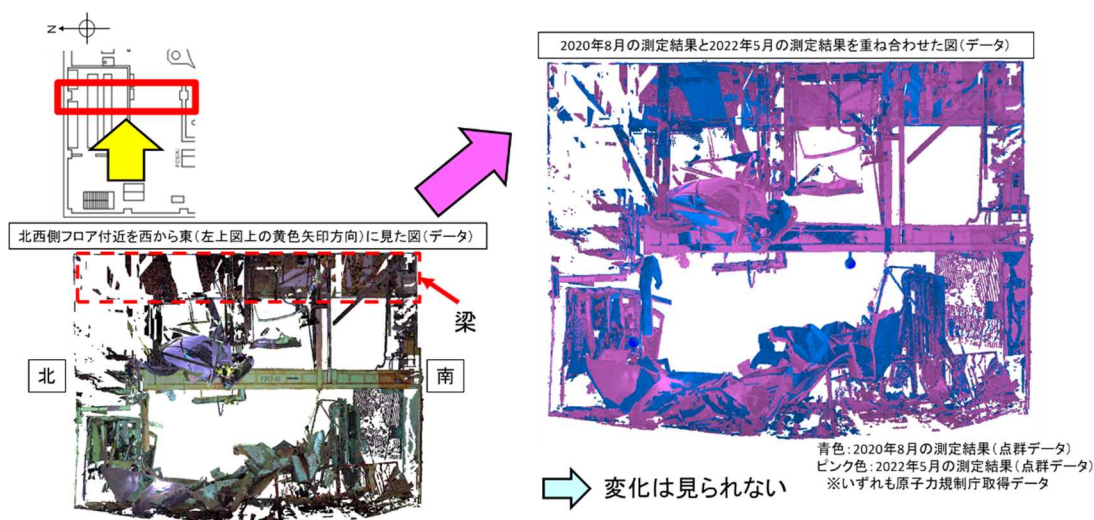 N
2020年8月の測定結果と2022年5月の測定結果を重ね合わせた図(データ)
北西側フロア付近を西から東(左上図上の黄色矢印方向)に見た図(データ)
梁
北
南
青色:2020年8月の測定結果(点群データ)
ピンク色:2022年5月の測定結果(点群データ)
※いずれも原子力規制庁取得データ
変化は見られない